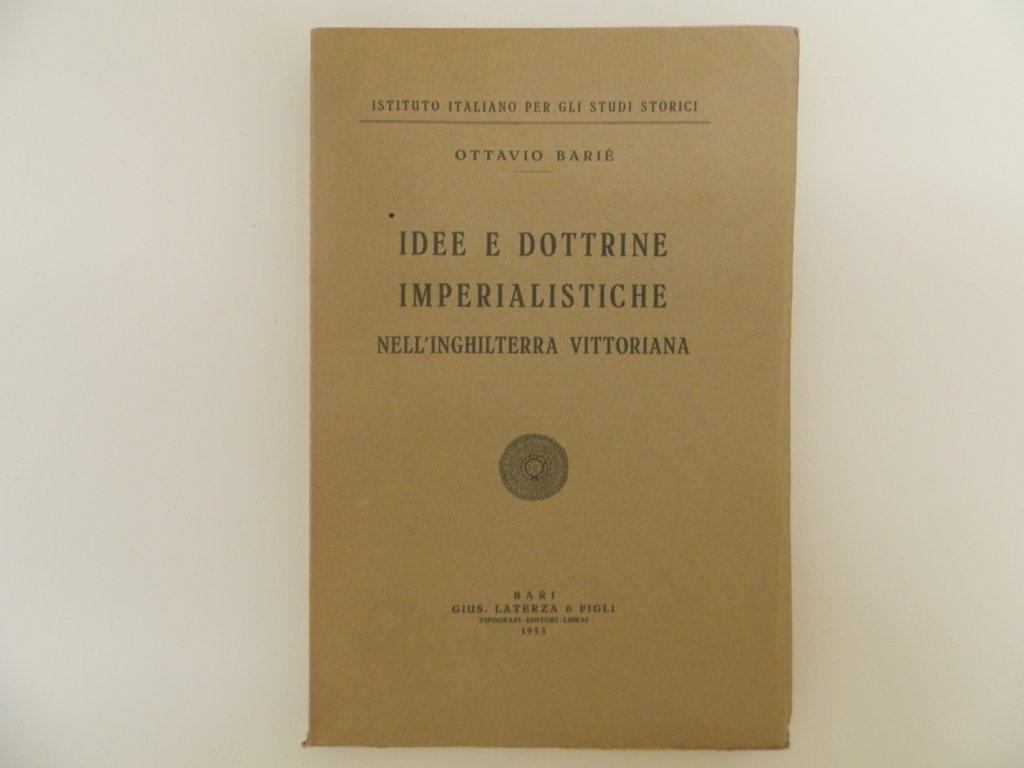 ISTITUTO ITALIANO PER GLI STUDI STORICI
OTTAVIO BARIÉ
IDEE E DOTTRINE
IMPERIALISTICHE
NELL'INGHILTERRA VITTORIANA
BARI
GIUS. LATERZA & FIGLI
TIPOGRAFI-EDITORI-LIBRAI
1953